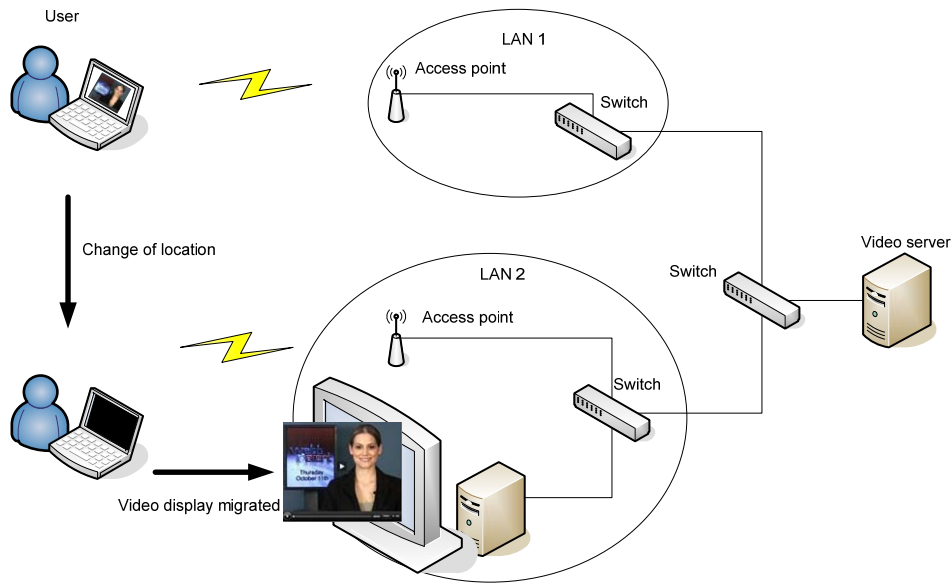 User
LAN 1
Access point
Switch
Change of location
Video server
Switch
LAN 2
Access point
Switch
Thursday
October 11th
Video display migrated